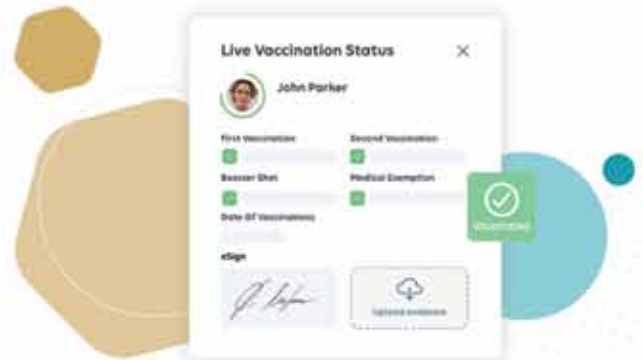 Live Vaccination Status
John Parker
First Vaccination
Second Vaccination
Booster Shot
Medical Exemption
Date Of Vaccinations
eSign
Upload evidence